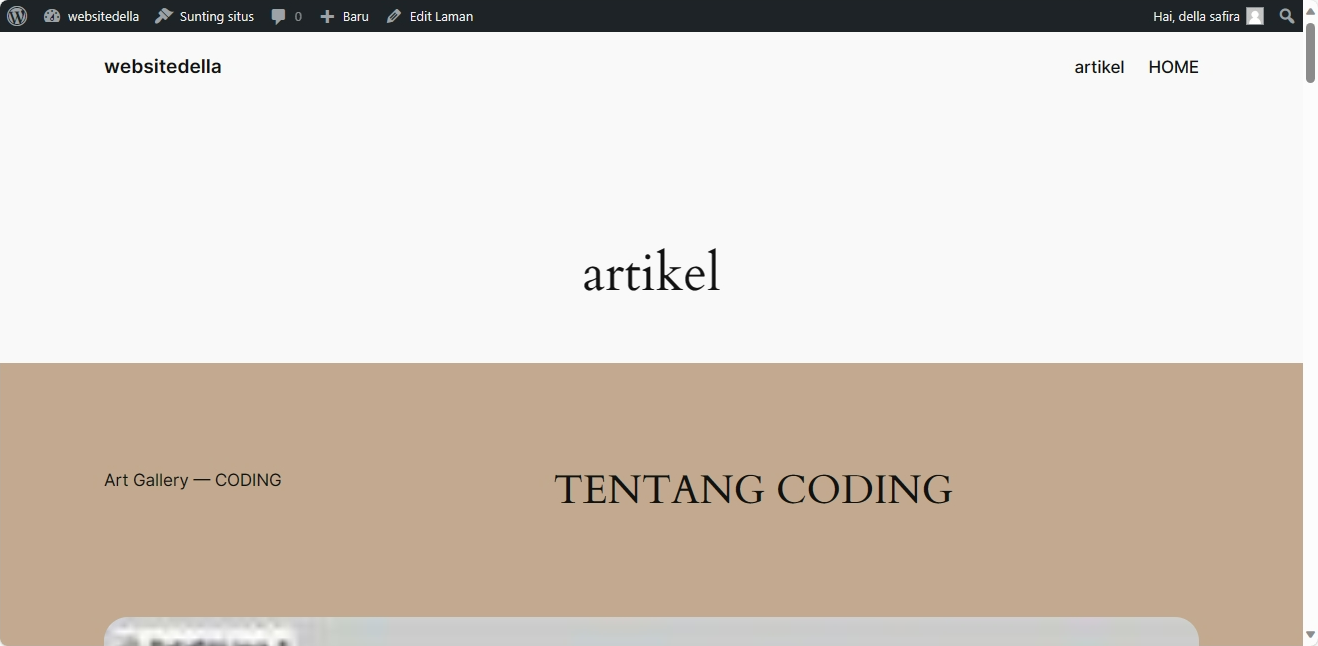 websitedella Sunting situs 0 Baru Edit Laman Hai, della safira
websitedella artikel HOME
artikel
Art Gallery — CODING TENTANG CODING